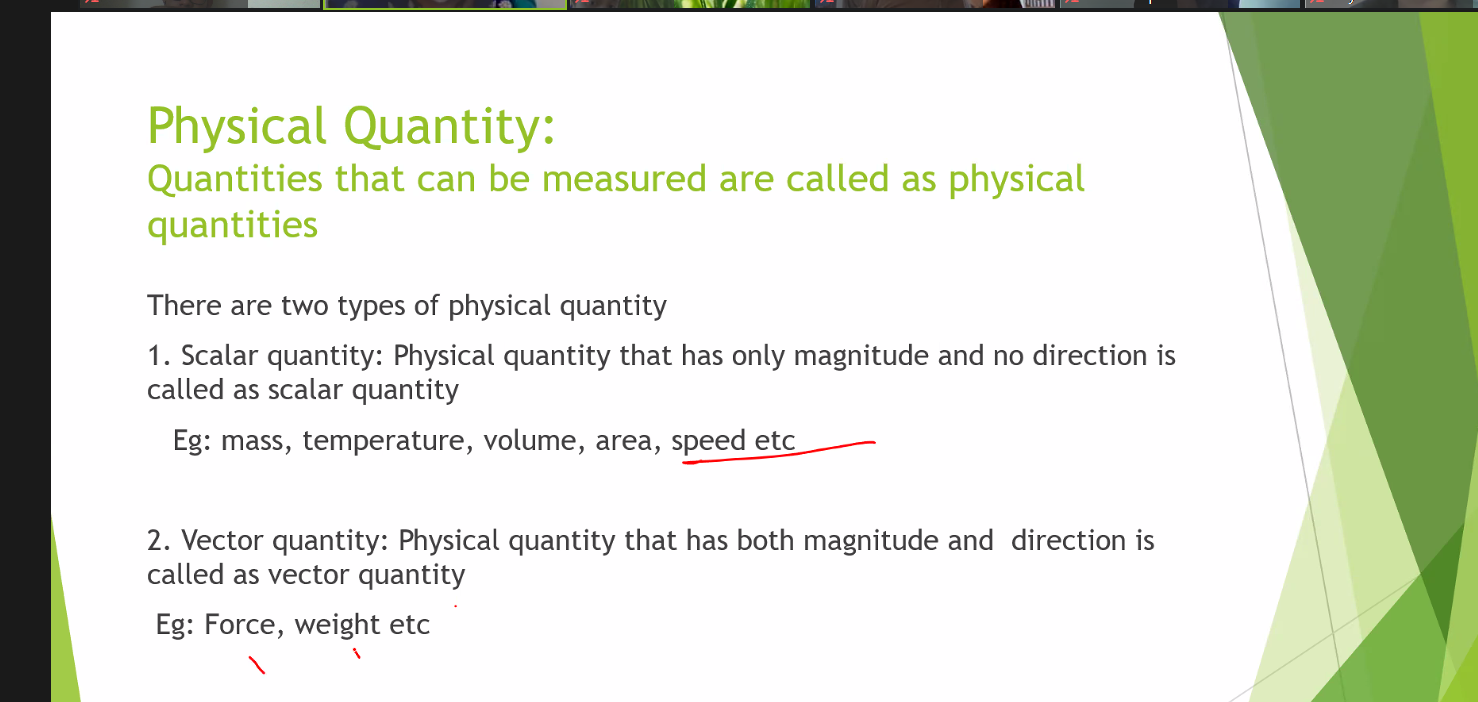 Physical Quantity:
Quantities that can be measured are called as physical
quantities
There are two types of physical quantity
1. Scalar quantity: Physical quantity that has only magnitude and no direction is
called as scalar quantity
Eg: mass, temperature, volume, area, speed etc
2. Vector quantity: Physical quantity that has both magnitude and  direction is
called as vector quantity
Eg: Force, weight etc